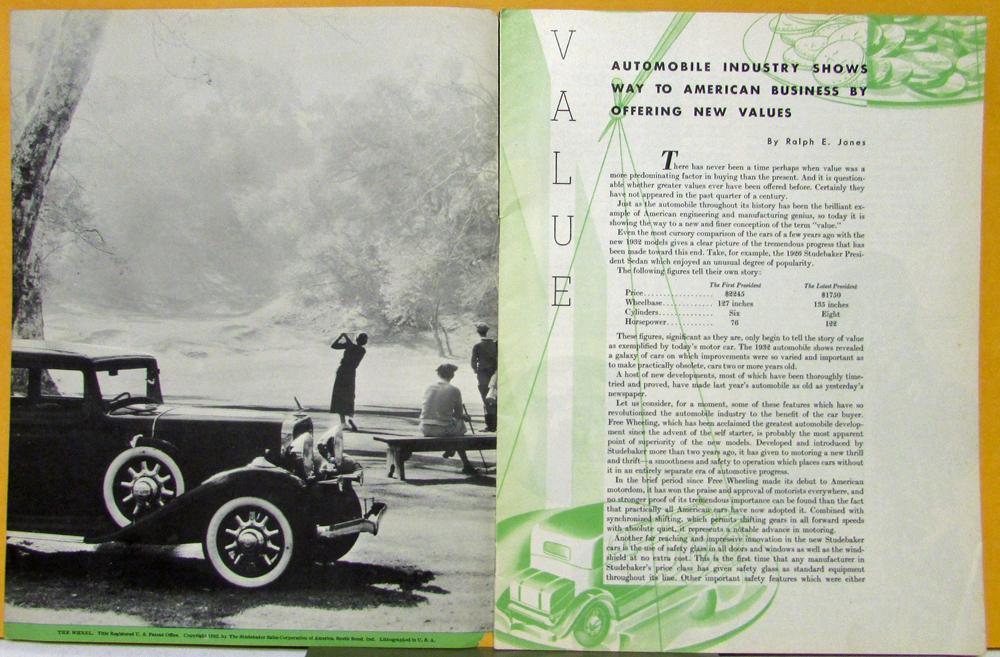 THE WHEEL. Title Registered U. S. Patent Office. Copyright 1932, by The Studebaker Sales Corporation of America, South Bend, Ind. Lithographed in U. S. A.
VALUE
AUTOMOBILE INDUSTRY SHOWS
WAY TO AMERICAN BUSINESS BY
OFFERING NEW VALUES
By Ralph E. Jones
There has never been a time perhaps when value was a
more predominating factor in buying than the present. And it is question-
able whether greater values ever have been offered before. Certainly they
have not appeared in the past quarter of a century.
Just as the automobile throughout its history has been the brilliant ex-
ample of American engineering and manufacturing genius, so today it is
showing the way to a new and finer conception of the term "value."
Even the most cursory comparison of the cars of a few years ago with the
new 1932 models gives a clear picture of the tremendous progress that has
been made toward this end. Take, for example, the 1926 Studebaker Presi-
dent Sedan which enjoyed an unusual degree of popularity.
The following figures tell their own story:
The First President The Latest President
Price................. $2245 $1750
Wheelbase............. 127 inches 135 inches
Cylinders............. Six Eight
Horsepower............ 76 122
These figures, significant as they are, only begin to tell the story of value
as exemplified by today's motor car. The 1932 automobile shows revealed
a galaxy of cars on which improvements were so varied and important as
to make practically obsolete, cars two or more years old.
A host of new developments, most of which have been thoroughly time-
tried and proved, have made last year's automobile as old as yesterday's
newspaper.
Let us consider, for a moment, some of these features which have so
revolutionized the automobile industry to the benefit of the car buyer.
Free Wheeling, which has been acclaimed the greatest automobile develop-
ment since the advent of the self starter, is probably the most apparent
point of superiority of the new models. Developed and introduced by
Studebaker more than two years ago, it has given to motoring a new thrill
and thrift—a smoothness and safety to operation which places cars without
it in an entirely separate era of automotive progress.
In the brief period since Free Wheeling made its debut to American
motordom, it has won the praise and approval of motorists everywhere, and
no stronger proof of its tremendous importance can be found than the fact
that practically all American cars have now adopted it. Combined with
synchronized shifting, which permits shifting gears in all forward speeds
with absolute quiet, it represents a notable advance in motoring.
Another far reaching and impressive innovation in the new Studebaker
cars is the use of safety glass in all doors and windows as well as the wind-
shield at no extra cost. This is the first time that any manufacturer in
Studebaker's price class has given safety glass as standard equipment
throughout its line. Other important safety features which were either